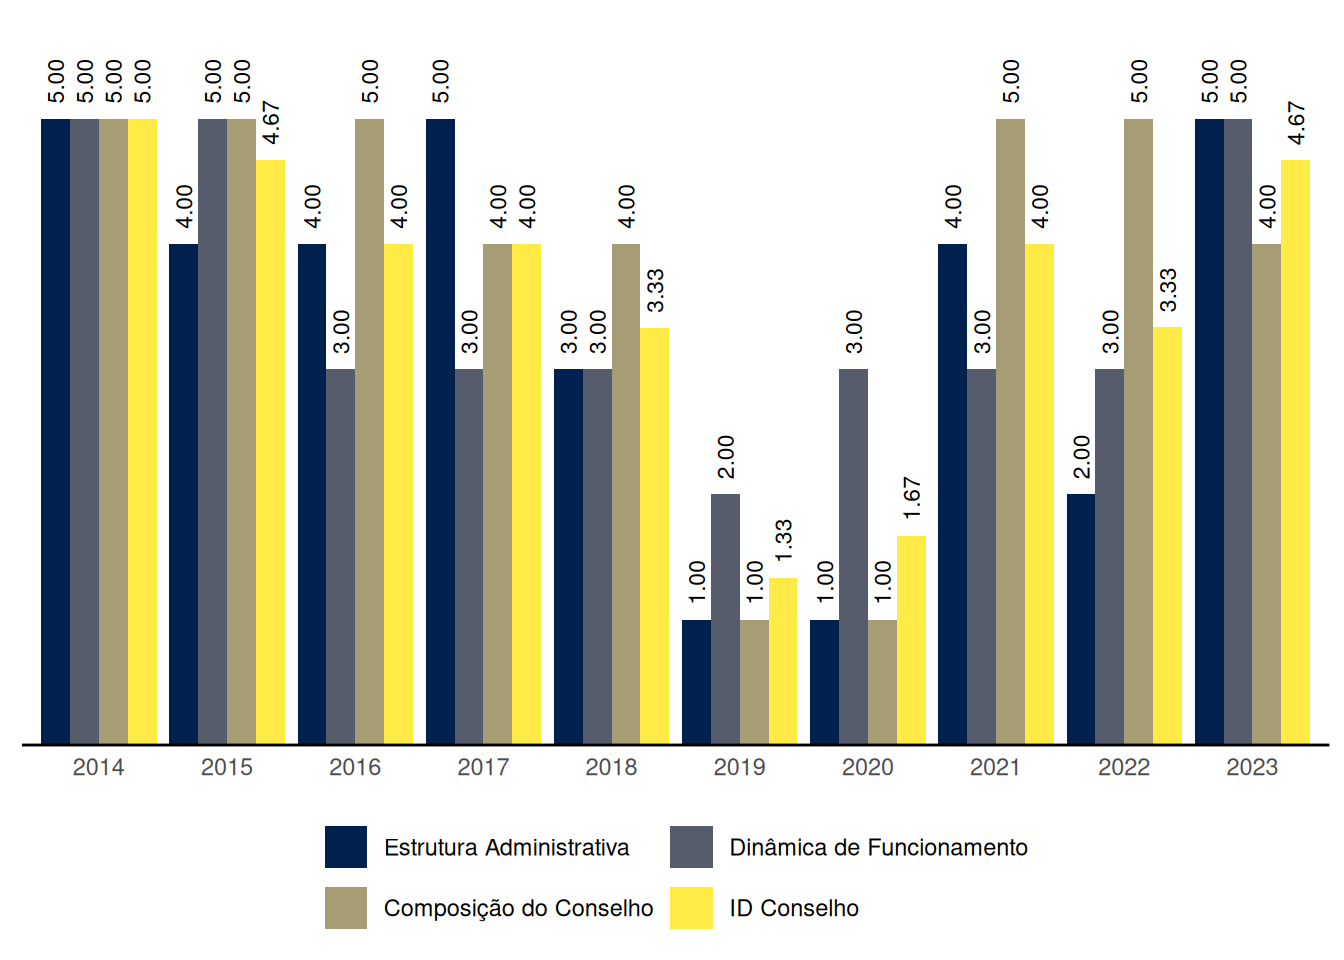 5.00 5.00 5.00 5.00 4.00 5.00 5.00 4.67 4.00 3.00 5.00 4.00 5.00 3.00 4.00 4.00 3.00 3.00 4.00 3.33 1.00 2.00 1.00 1.33 1.00 3.00 1.00 1.67 4.00 3.00 5.00 4.00 2.00 3.00 5.00 3.33 5.00 5.00 4.00 4.67
2014 2015 2016 2017 2018 2019 2020 2021 2022 2023
Estrutura Administrativa Dinâmica de Funcionamento
Composição do Conselho ID Conselho